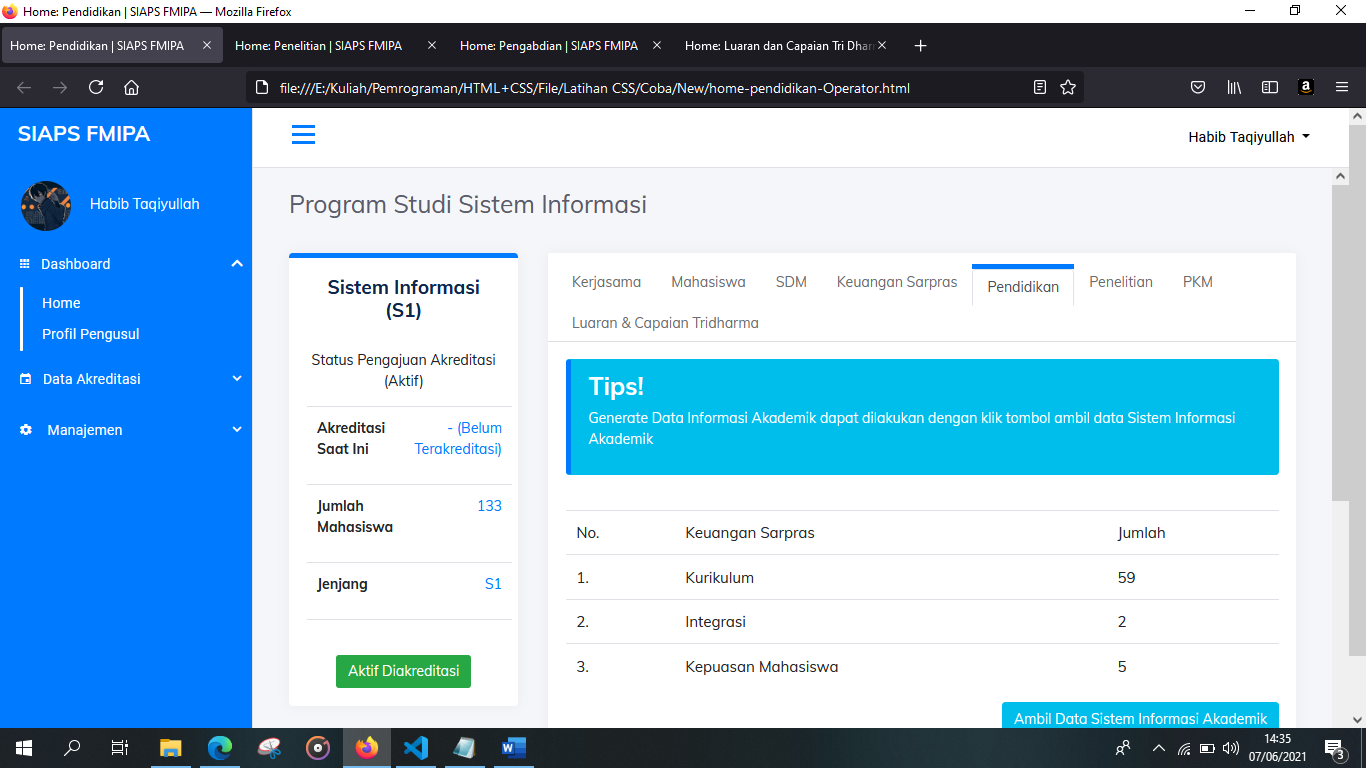 Home: Pendidikan | SIAPS FMIPA — Mozilla Firefox
Home: Pendidikan | SIAPS FMIPA
Home: Penelitian | SIAPS FMIPA
Home: Pengabdian | SIAPS FMIPA
Home: Luaran dan Capaian Tri Dhar
file:///E:/Kuliah/Pemrograman/HTML+CSS/File/Latihan CSS/Coba/New/home-pendidikan-Operator.html
SIAPS FMIPA
Habib Taqiyullah
Habib Taqiyullah
Dashboard
Home
Profil Pengusul
Data Akreditasi
Manajemen
Program Studi Sistem Informasi
Sistem Informasi
(S1)
Status Pengajuan Akreditasi
(Aktif)
Akreditasi Saat Ini
- (Belum Terakreditasi)
Jumlah Mahasiswa
133
Jenjang
S1
Aktif Diakreditasi
Kerjasama Mahasiswa SDM Keuangan Sarpras Pendidikan Penelitian PKM
Luaran & Capaian Tridharma
Tips!
Generate Data Informasi Akademik dapat dilakukan dengan klik tombol ambil data Sistem Informasi
Akademik
No. Keuangan Sarpras Jumlah
1. Kurikulum 59
2. Integrasi 2
3. Kepuasan Mahasiswa 5
Ambil Data Sistem Informasi Akademik
14:35
07/06/2021
3